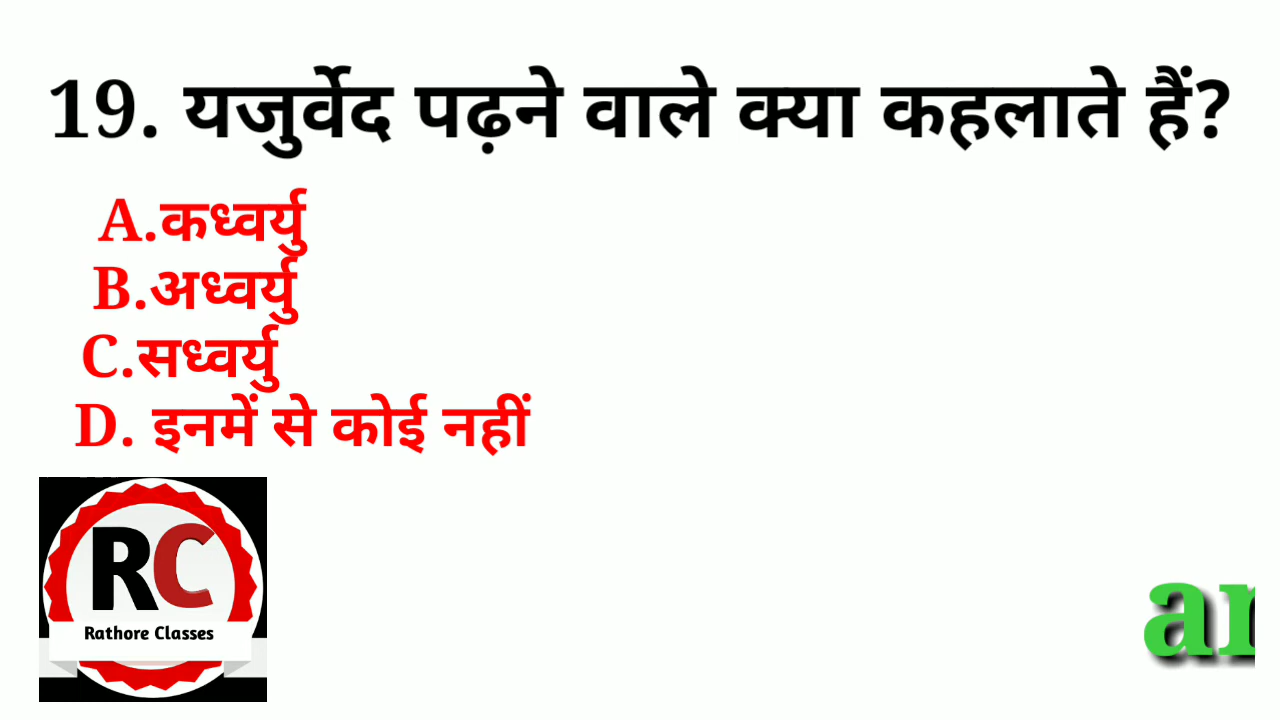 19. यजुर्वेद पढ़ने वाले क्या कहलाते हैं?
A.कध्वर्यु
B.अध्वर्यु
C.सध्वर्यु
D. इनमें से कोई नहीं
RC
Rathore Classes